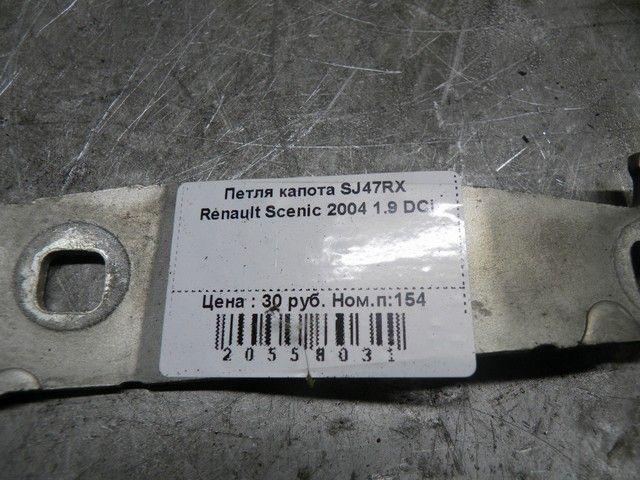 Петля капота SJ47RX
Renault Scenic 2004 1.9 DCi
Цена : 30 руб. Ном.п:154
20558031